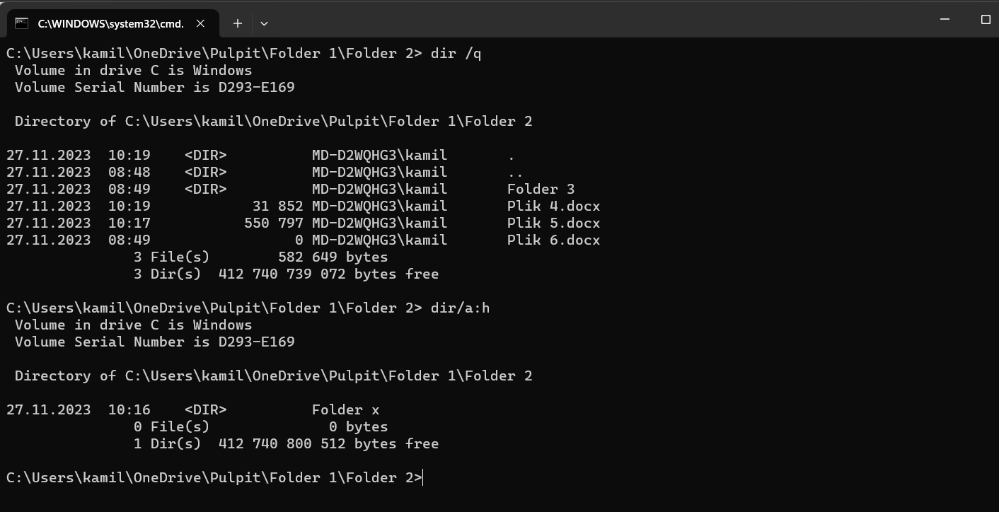 C:\WINDOWS\system32\cmd.
C:\Users\kamil\OneDrive\Pulpit\Folder 1\Folder 2> dir /q
 Volume in drive C is Windows
 Volume Serial Number is D293-E169

 Directory of C:\Users\kamil\OneDrive\Pulpit\Folder 1\Folder 2

27.11.2023  10:19    <DIR>          MD-D2WQHG3\kamil       .
27.11.2023  08:48    <DIR>          MD-D2WQHG3\kamil       ..
27.11.2023  08:49    <DIR>          MD-D2WQHG3\kamil       Folder 3
27.11.2023  10:19            31 852 MD-D2WQHG3\kamil       Plik 4.docx
27.11.2023  10:17           550 797 MD-D2WQHG3\kamil       Plik 5.docx
27.11.2023  08:49                 0 MD-D2WQHG3\kamil       Plik 6.docx
               3 File(s)        582 649 bytes
               3 Dir(s)  412 740 739 072 bytes free

C:\Users\kamil\OneDrive\Pulpit\Folder 1\Folder 2> dir/a:h
 Volume in drive C is Windows
 Volume Serial Number is D293-E169

 Directory of C:\Users\kamil\OneDrive\Pulpit\Folder 1\Folder 2

27.11.2023  10:16    <DIR>          Folder x
               0 File(s)              0 bytes
               1 Dir(s)  412 740 800 512 bytes free

C:\Users\kamil\OneDrive\Pulpit\Folder 1\Folder 2>